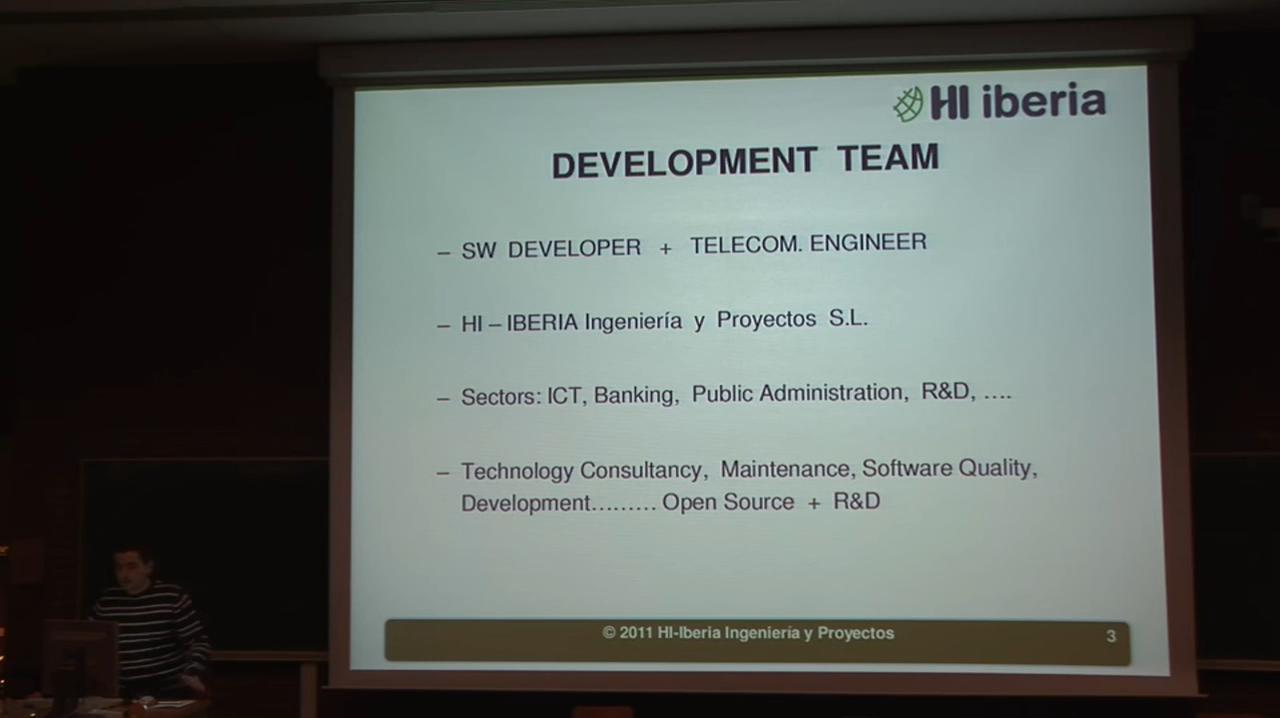 HI iberia
DEVELOPMENT TEAM
– SW DEVELOPER + TELECOM. ENGINEER
– HI – IBERIA Ingeniería y Proyectos S.L.
– Sectors: ICT, Banking, Public Administration, R&D, ….
– Technology Consultancy, Maintenance, Software Quality,
Development……… Open Source + R&D
© 2011 HI-Iberia Ingeniería y Proyectos 3